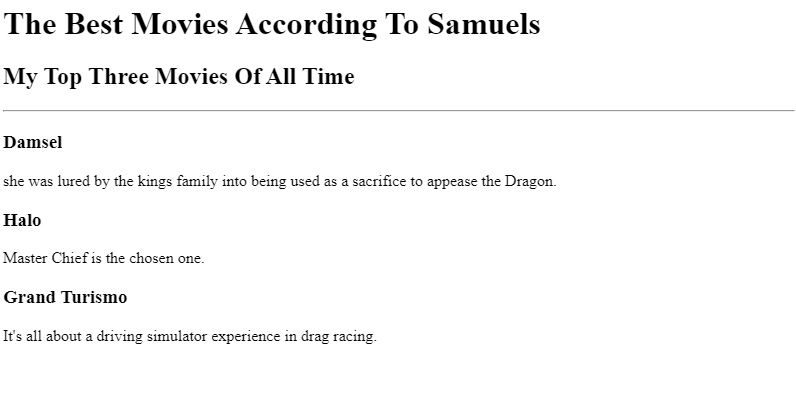 The Best Movies According To Samuels
My Top Three Movies Of All Time
Damsel
she was lured by the kings family into being used as a sacrifice to appease the Dragon.
Halo
Master Chief is the chosen one.
Grand Turismo
It's all about a driving simulator experience in drag racing.